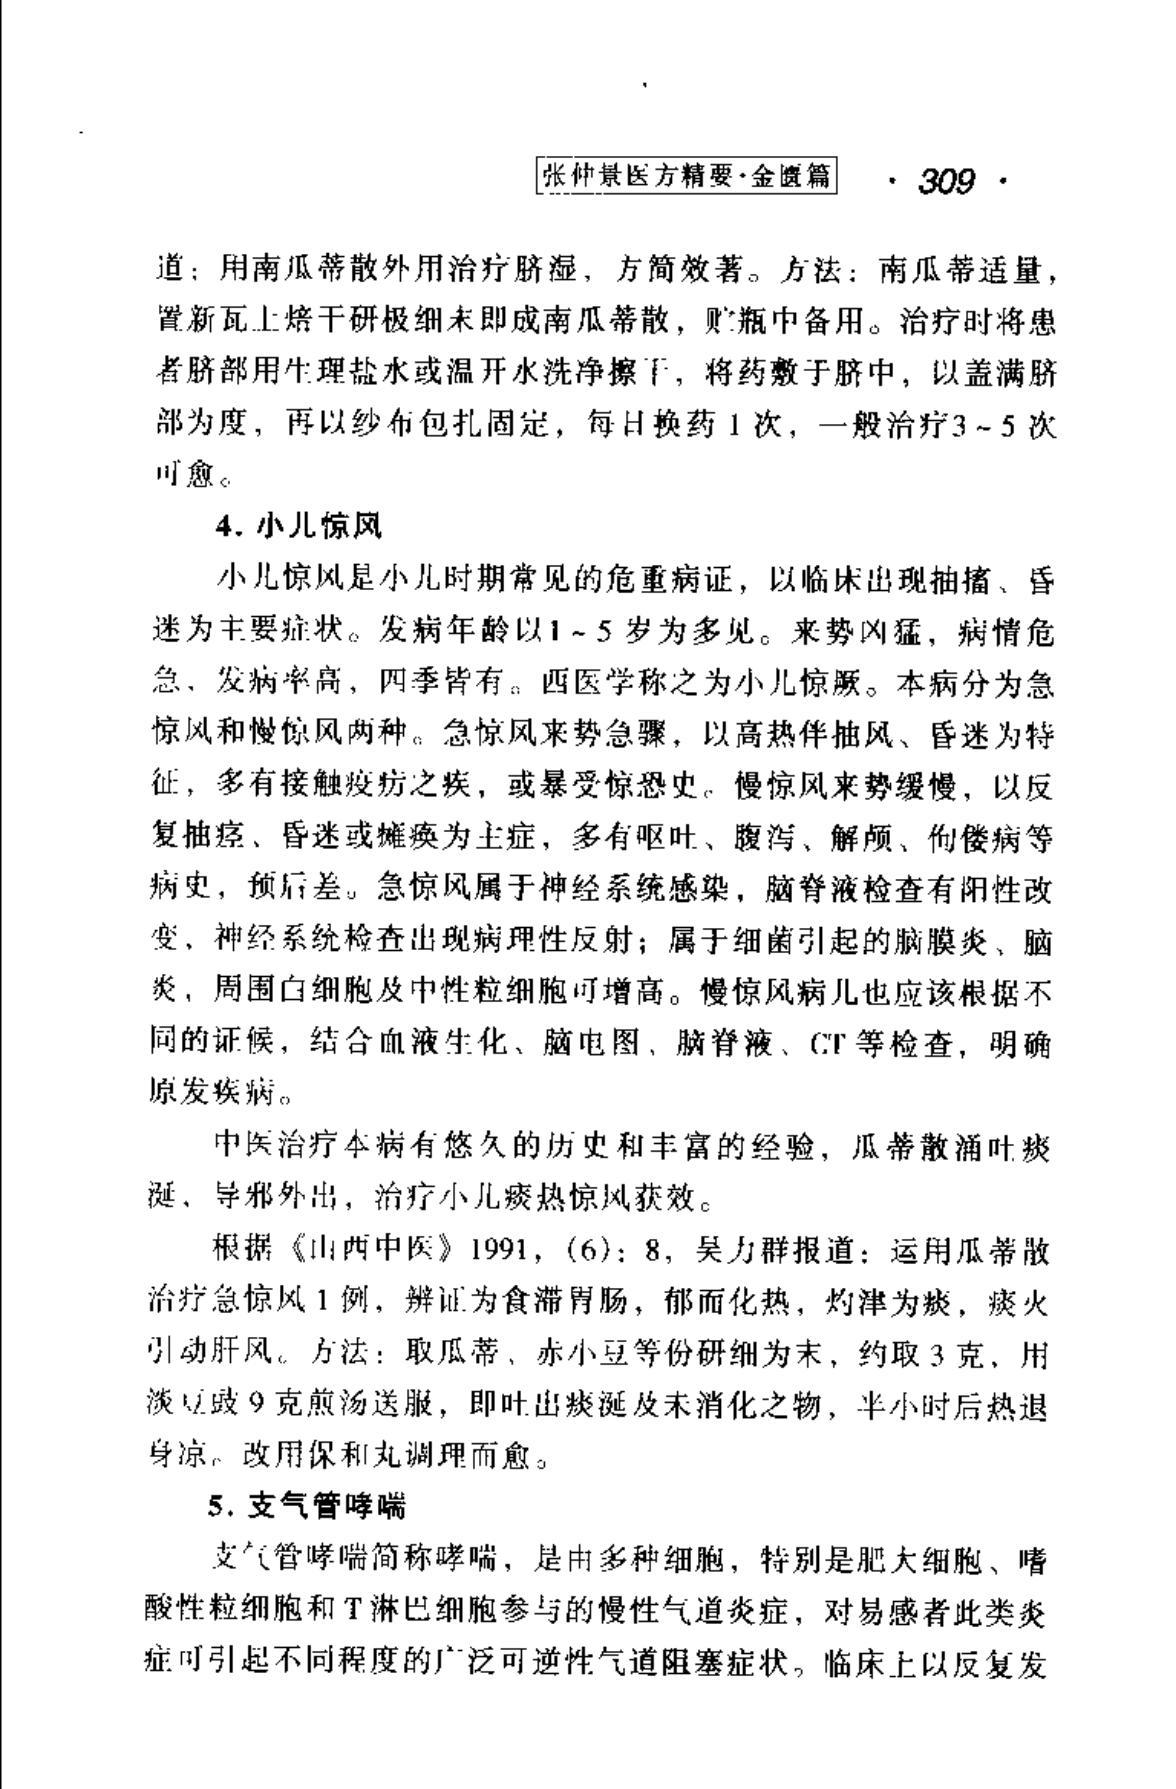 张仲景医方精要·金匮篇 · 309 ·
道：用南瓜蒂散外用治疗脐湿，方简效著。方法：南瓜蒂适量，
置新瓦上焙干研极细末即成南瓜蒂散，贮瓶中备用。治疗时将患
者脐部用生理盐水或温开水洗净擦干，将药敷于脐中，以盖满脐
部为度，再以纱布包扎固定，每日换药1次，一般治疗3～5次
可愈。
4. 小儿惊风
小儿惊风是小儿时期常见的危重病证，以临床出现抽搐、昏
迷为主要症状。发病年龄以1～5岁为多见。来势凶猛，病情危
急、发病率高，四季皆有。西医学称之为小儿惊厥。本病分为急
惊风和慢惊风两种。急惊风来势急骤，以高热伴抽风、昏迷为特
征，多有接触疫疠之疾，或暴受惊恐史。慢惊风来势缓慢，以反
复抽痉、昏迷或瘫痪为主症，多有呕吐、腹泻、解颅、佝偻病等
病史，预后差。急惊风属于神经系统感染，脑脊液检查有阳性改
变，神经系统检查出现病理性反射；属于细菌引起的脑膜炎、脑
炎，周围白细胞及中性粒细胞可增高。慢惊风病儿也应该根据不
同的证候，结合血液生化、脑电图、脑脊液、CT等检查，明确
原发疾病。
中医治疗本病有悠久的历史和丰富的经验，瓜蒂散涌吐痰
涎、导邪外出，治疗小儿痰热惊风获效。
根据《山西中医》1991，(6)：8，吴力群报道：运用瓜蒂散
治疗急惊风1例，辨证为食滞胃肠，郁而化热，灼津为痰，痰火
引动肝风。方法：取瓜蒂、赤小豆等份研细为末，约取3克，用
淡豆豉9克煎汤送服，即吐出痰涎及未消化之物，半小时后热退
身凉。改用保和丸调理而愈。
5. 支气管哮喘
支气管哮喘简称哮喘，是由多种细胞，特别是肥大细胞、嗜
酸性粒细胞和T淋巴细胞参与的慢性气道炎症，对易感者此类炎
症可引起不同程度的广泛可逆性气道阻塞症状。临床上以反复发